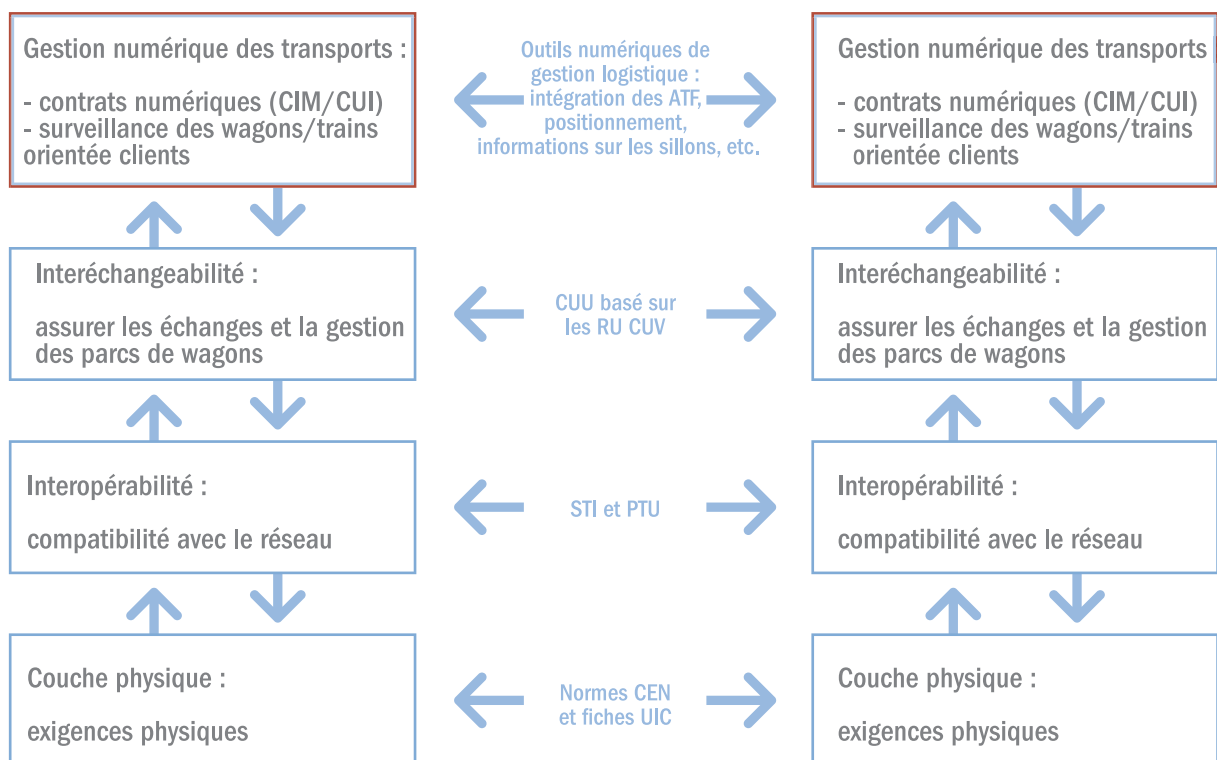 Gestion numérique des transports :
- contrats numériques (CIM/CUI)
- surveillance des wagons/trains
orientée clients
Outils numériques de
gestion logistique :
intégration des ATF,
positionnement,
informations sur les sillons, etc.
Gestion numérique des transports
- contrats numériques (CIM/CUI)
- surveillance des wagons/trains
orientée clients
Interéchangeabilité :
assurer les échanges et la gestion
des parcs de wagons
CUU basé sur
les RU CUV
Interéchangeabilité :
assurer les échanges et la gestion
des parcs de wagons
Interopérabilité :
compatibilité avec le réseau
STI et PTU
Interopérabilité :
compatibilité avec le réseau
Couche physique :
exigences physiques
Normes CEN
et fiches UIC
Couche physique :
exigences physiques